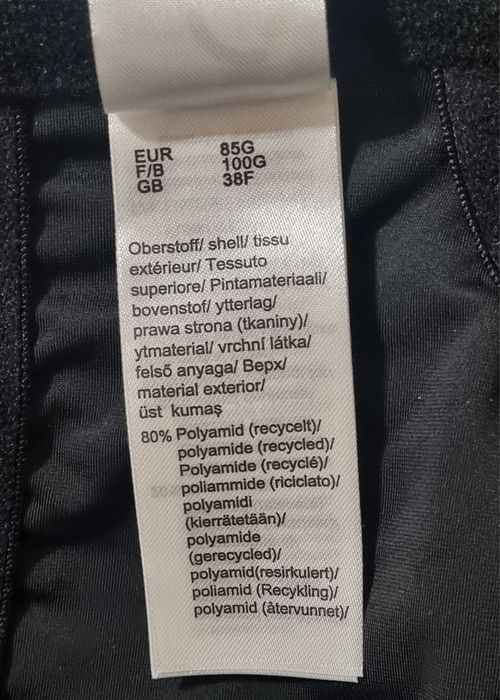 EUR 85G
F/B 100G
GB 38F
Oberstoff/ shell/ tissu
extérieur/ Tessuto
superiore/ Pintamateriaali/
bovenstof/ ytterlag/
prawa strona (tkaniny)/
ytmaterial/ vrchní látka/
felső anyaga/ Верх/
material exterior/
üst kumaş
80% Polyamid (recycelt)/
polyamide (recycled)/
Polyamide (recyclé)/
poliammide (riciclato)/
polyamidi
(kierrätetään)/
polyamide
(gerecycled)/
polyamid(resirkulert)/
poliamid (Recykling)/
polyamid (återvunnet)/